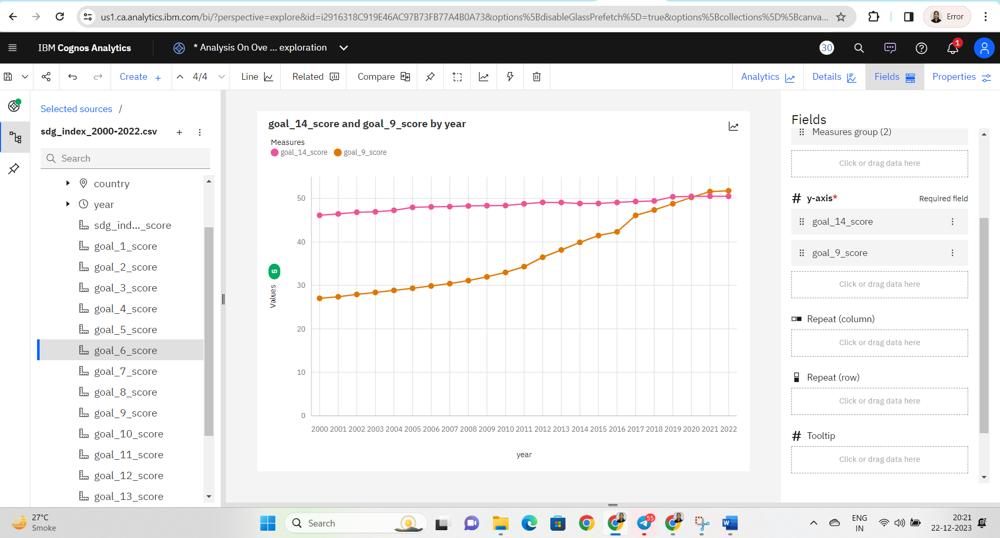 us1.ca.analytics.ibm.com/bi/?perspective=explore&id=i2916318C919E46AC97B73FB77A4B0A73&options%5BdisableGlassPrefetch%5D=true&options%5Bcollections%5D%5Bcanva...
Error
IBM Cognos Analytics
* Analysis On Ove ... exploration
30
1
Create +
4/4
Line
Related
Compare
Analytics
Details
Fields
Properties
Selected sources /
sdg_index_2000-2022.csv
Search
country
year
sdg_ind..._score
goal_1_score
goal_2_score
goal_3_score
goal_4_score
goal_5_score
goal_6_score
goal_7_score
goal_8_score
goal_9_score
goal_10_score
goal_11_score
goal_12_score
goal_13_score
goal_14_score and goal_9_score by year
Measures
goal_14_score goal_9_score
50
40
30
20
10
0
5
Values
2000 2001 2002 2003 2004 2005 2006 2007 2008 2009 2010 2011 2012 2013 2014 2015 2016 2017 2018 2019 2020 2021 2022
year
Fields
Measures group (2)
Click or drag data here
# y-axis* Required field
goal_14_score
goal_9_score
Click or drag data here
Repeat (column)
Click or drag data here
Repeat (row)
Click or drag data here
# Tooltip
Click or drag data here
27°C
Smoke
Search
55
ENG
IN
20:21
22-12-2023